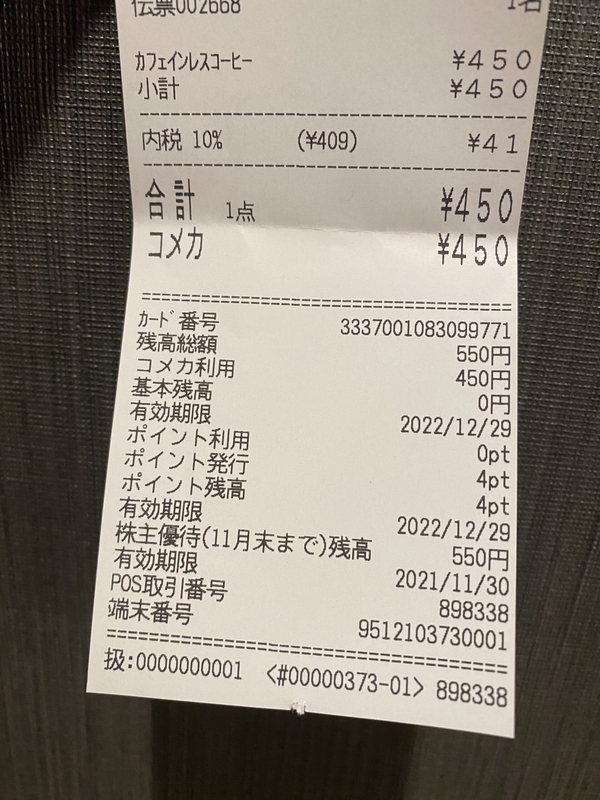 伝票002668 1名
カフェインレスコーヒー ¥450
小計 ¥450
内税 10% (¥409) ¥41
合計 1点 ¥450
コメカ ¥450
カード番号 3337001083099771
残高総額 550円
コメカ利用 450円
基本残高 0円
有効期限 2022/12/29
ポイント利用 0pt
ポイント発行 4pt
ポイント残高 4pt
有効期限 2022/12/29
株主優待(11月末まで)残高 550円
有効期限 2021/11/30
POS取引番号 898338
端末番号 9512103730001
扱:0000000001 <#00000373-01> 898338